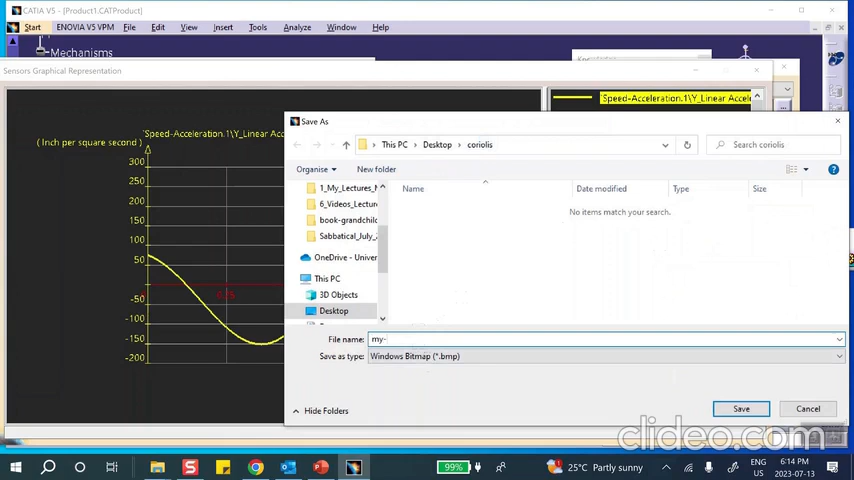 CATIA V5 - [Product1.CATProduct]
Start ENOVIA V5 VPM File Edit View Insert Tools Analyze Window Help
Mechanisms
Sensors Graphical Representation
`Speed-Acceleration.1\Y_Linear Accele
`Speed-Acceleration.1\Y_Linear Acce
( Inch per square second )
300
250
200
150
100
50
-50
-100
-150
-200
Save As
This PC > Desktop > coriolis
Search coriolis
Organise New folder
Name Date modified Type Size
No items match your search.
1_My_Lectures_
6_Videos_Lecture
book-grandchild
Sabbatical_July_2
OneDrive - Univer
This PC
3D Objects
Desktop
File name: my-
Save as type: Windows Bitmap (*.bmp)
Hide Folders
Save Cancel
clideo.com
99%
25°C Partly sunny
ENG
US
6:14 PM
2023-07-13